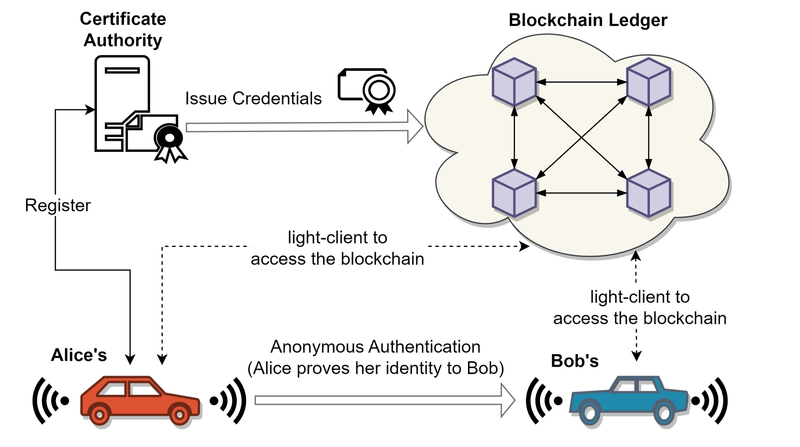 Certificate
Authority
Blockchain Ledger
Issue Credentials
Register
light-client to
access the blockchain
light-client to
access the blockchain
Alice's
Anonymous Authentication
(Alice proves her identity to Bob)
Bob's